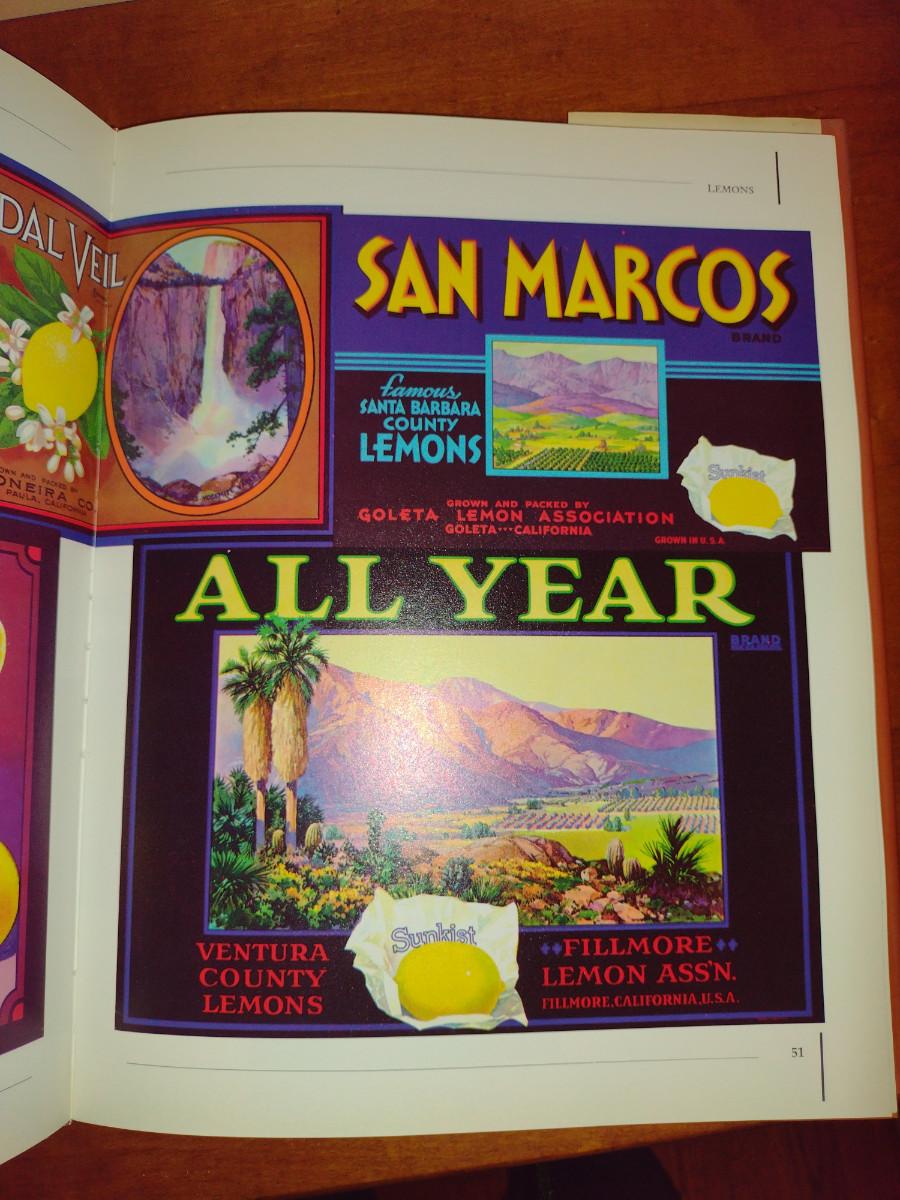 LEMONS
DAL VEIL
OWN AND PACKED BY
ONEIRA CO
PAULA, CALIFORNIA
SAN MARCOS
BRAND
famous
SANTA BARBARA
COUNTY
LEMONS
Sunkist
GROWN AND PACKED BY
GOLETA LEMON ASSOCIATION
GOLETA---CALIFORNIA
GROWN IN U.S.A.
ALL YEAR
BRAND
Sunkist
VENTURA
COUNTY
LEMONS
FILLMORE
LEMON ASS'N.
FILLMORE, CALIFORNIA, U.S.A.
51